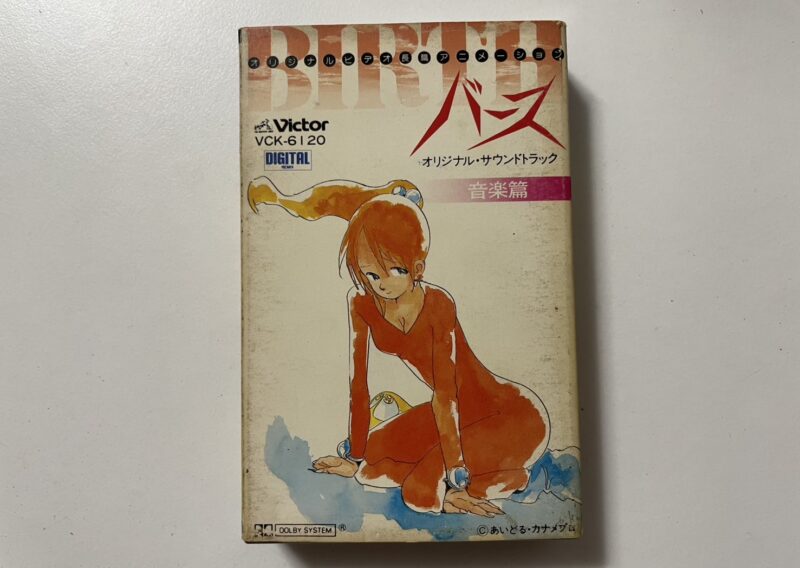 BIRTH
オリジナルビデオ長篇アニメーション
バース
Victor
VCK-6120
DIGITAL
オリジナル・サウンドトラック
音楽篇
DOLBY SYSTEM ®
©あいどる・カナメプロ